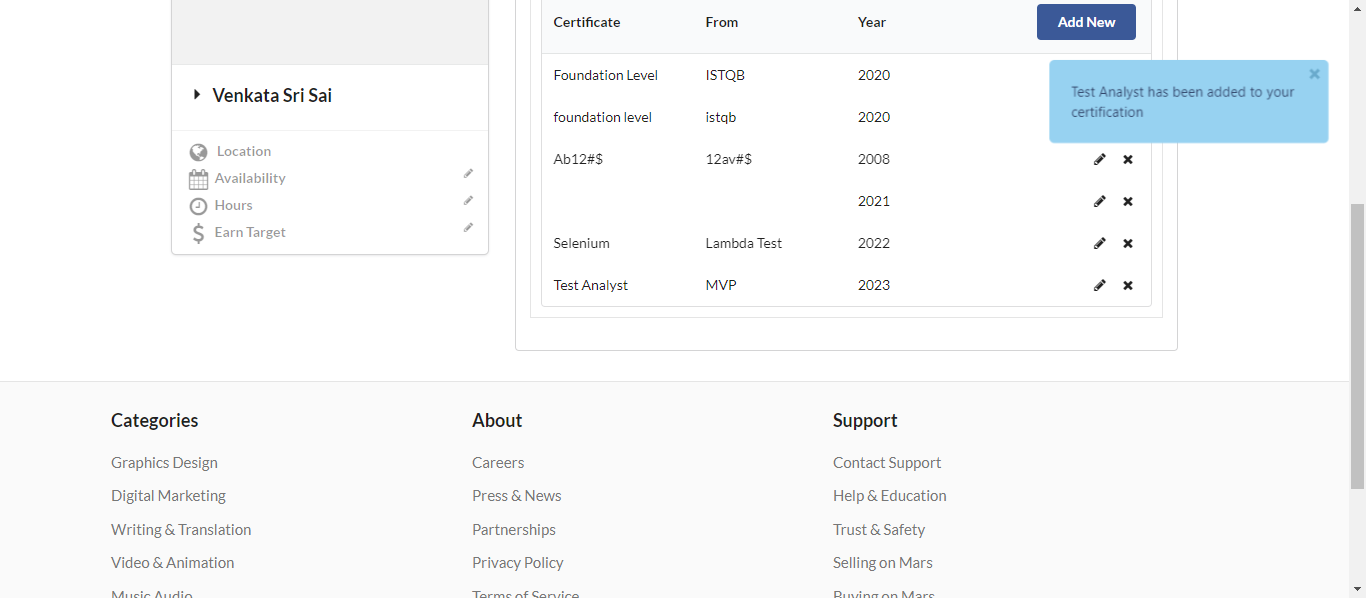 Certificate From Year Add New
Foundation Level ISTQB 2020
Test Analyst has been added to your
certification
foundation level istqb 2020
Ab12#$ 12av#$ 2008
2021
Selenium Lambda Test 2022
Test Analyst MVP 2023
Venkata Sri Sai
Location
Availability
Hours
Earn Target
Categories
Graphics Design
Digital Marketing
Writing & Translation
Video & Animation
Music Audio
About
Careers
Press & News
Partnerships
Privacy Policy
Terms of Service
Support
Contact Support
Help & Education
Trust & Safety
Selling on Mars
Buying on Mars